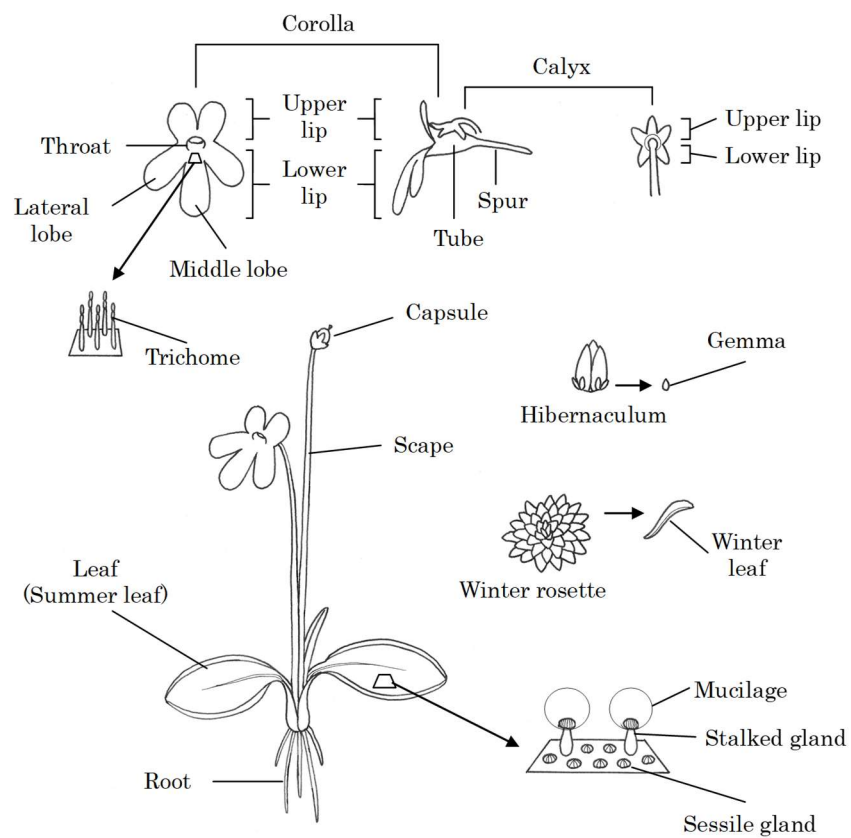 Corolla
Calyx
Upper
lip
Upper lip
Throat
Lower lip
Lower
lip
Lateral
lobe
Spur
Tube
Middle lobe
Capsule
Trichome
Gemma
Hibernaculum
Scape
Winter
leaf
Winter rosette
Leaf
(Summer leaf)
Mucilage
Stalked gland
Root
Sessile gland